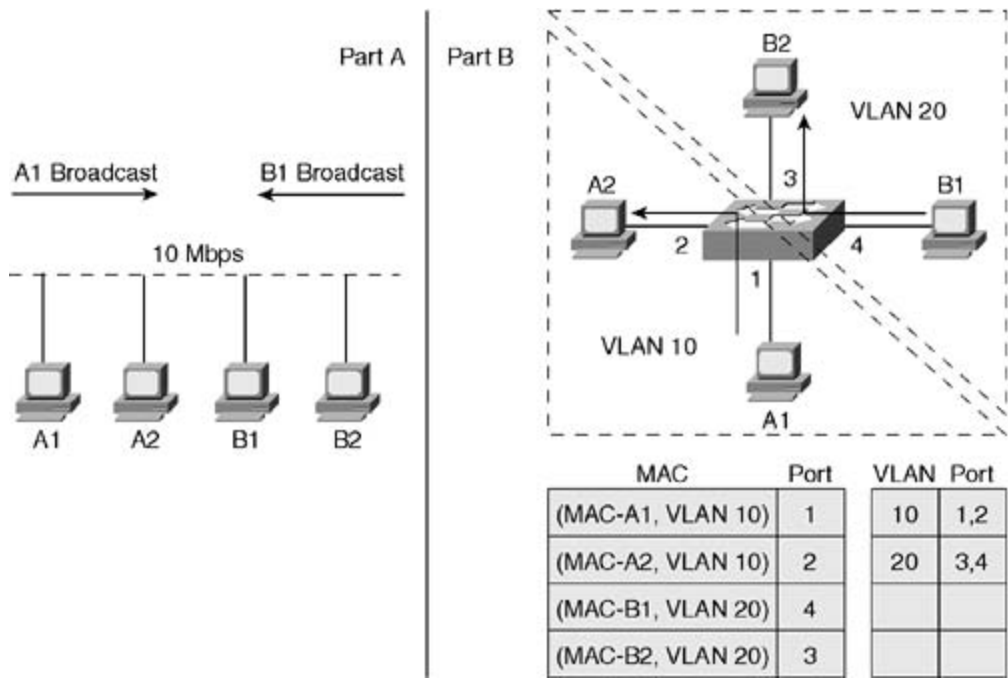 Part A
Part B
A1 Broadcast
B1 Broadcast
10 Mbps
A1
A2
B1
B2
B2
VLAN 20
3
A2
B1
2
4
1
VLAN 10
A1
MAC Port
(MAC-A1, VLAN 10) 1
(MAC-A2, VLAN 10) 2
(MAC-B1, VLAN 20) 4
(MAC-B2, VLAN 20) 3
VLAN Port
10 1,2
20 3,4